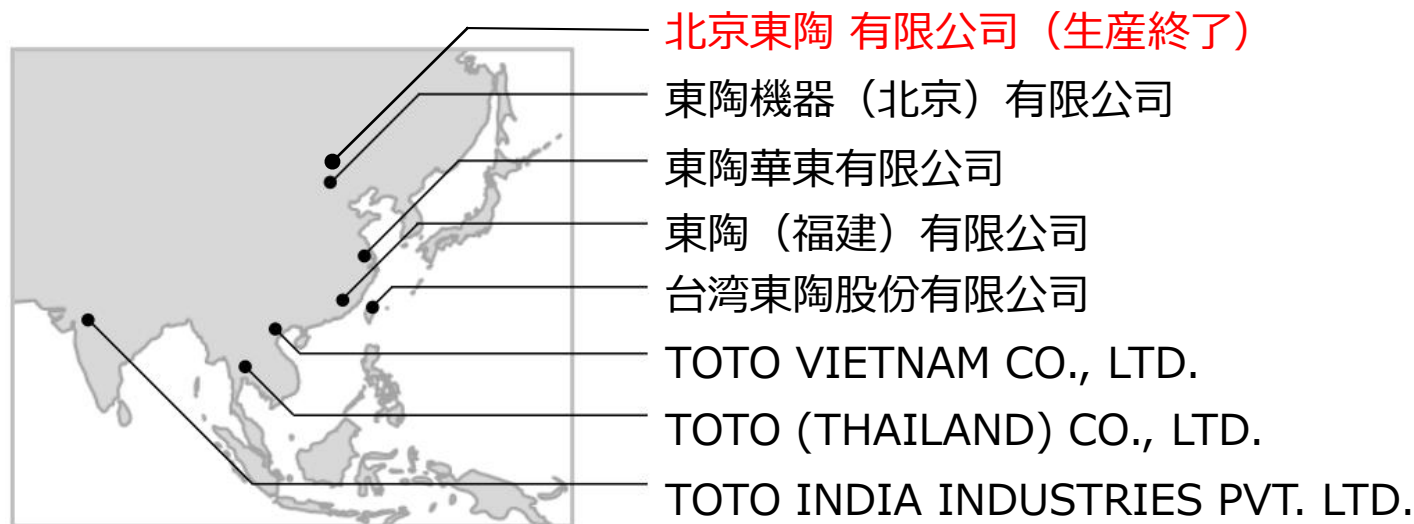 北京東陶 有限公司（生産終了）
東陶機器（北京）有限公司
東陶華東有限公司
東陶（福建）有限公司
台湾東陶股份有限公司
TOTO VIETNAM CO., LTD.
TOTO (THAILAND) CO., LTD.
TOTO INDIA INDUSTRIES PVT. LTD.